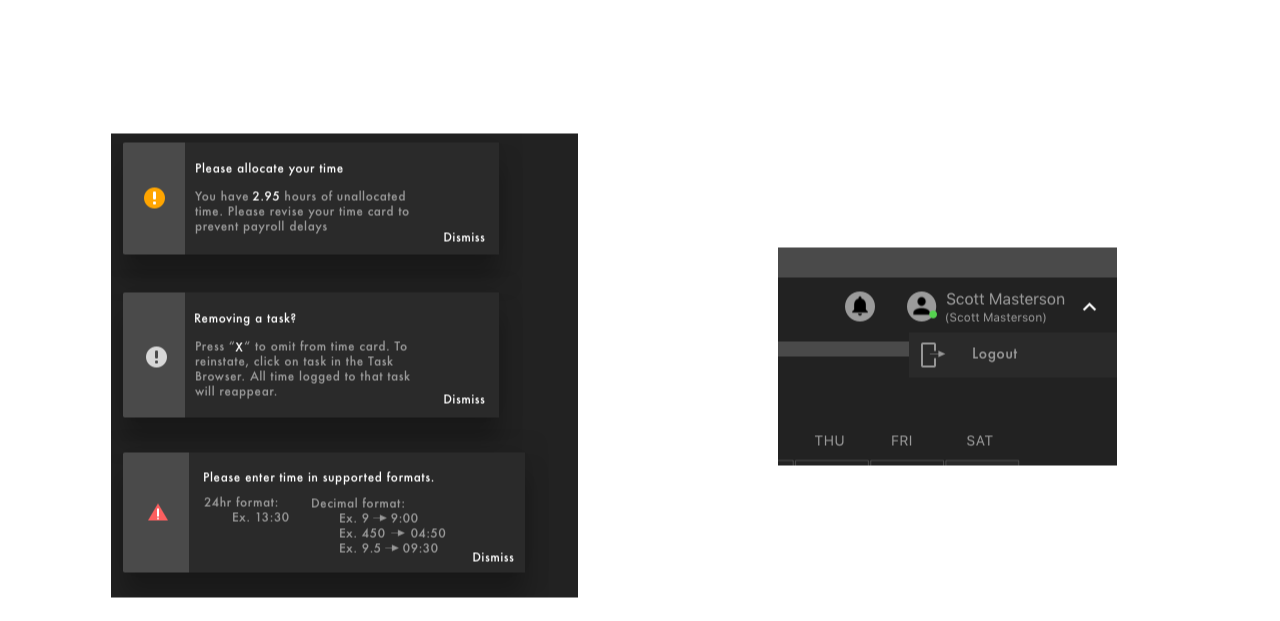 Please allocate your time
You have 2.95 hours of unallocated
time. Please revise your time card to
prevent payroll delays
Dismiss
Removing a task?
Press “X” to omit from time card. To
reinstate, click on task in the Task
Browser. All time logged to that task
will reappear.
Dismiss
Please enter time in supported formats.
24hr format:
Ex. 13:30
Decimal format:
Ex. 9 → 9:00
Ex. 450 → 04:50
Ex. 9.5 → 09:30
Dismiss
Scott Masterson
(Scott Masterson)
Logout
THU FRI SAT